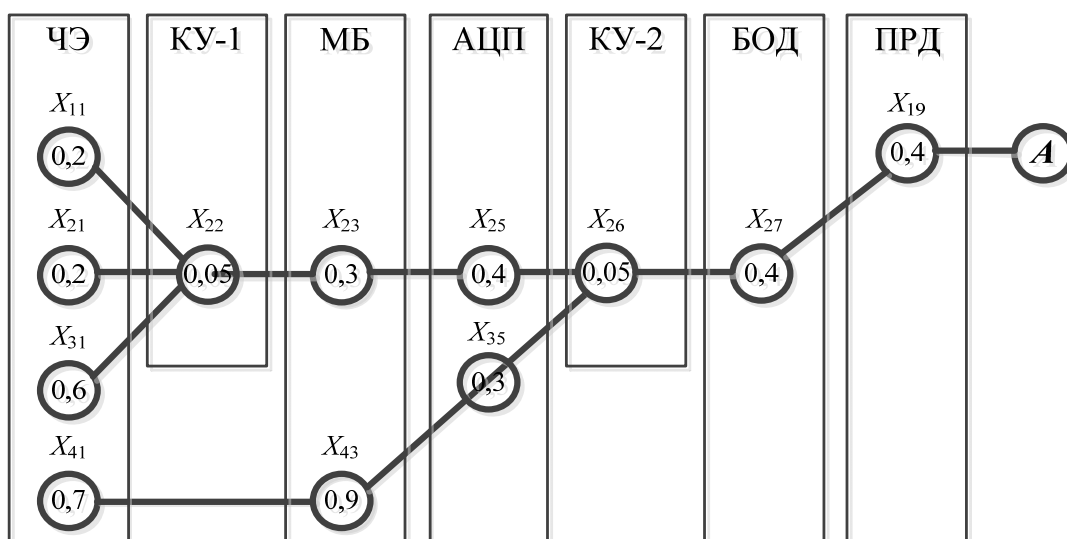 ЧЭ КУ-1 МБ АЦП КУ-2 БОД ПРД
X11 X19
0,2 0,4 A
X21 X22 X23 X25 X26 X27
0,2 0,05 0,3 0,4 0,05 0,4
X31 X35
0,6 0,3
X41 X43
0,7 0,9